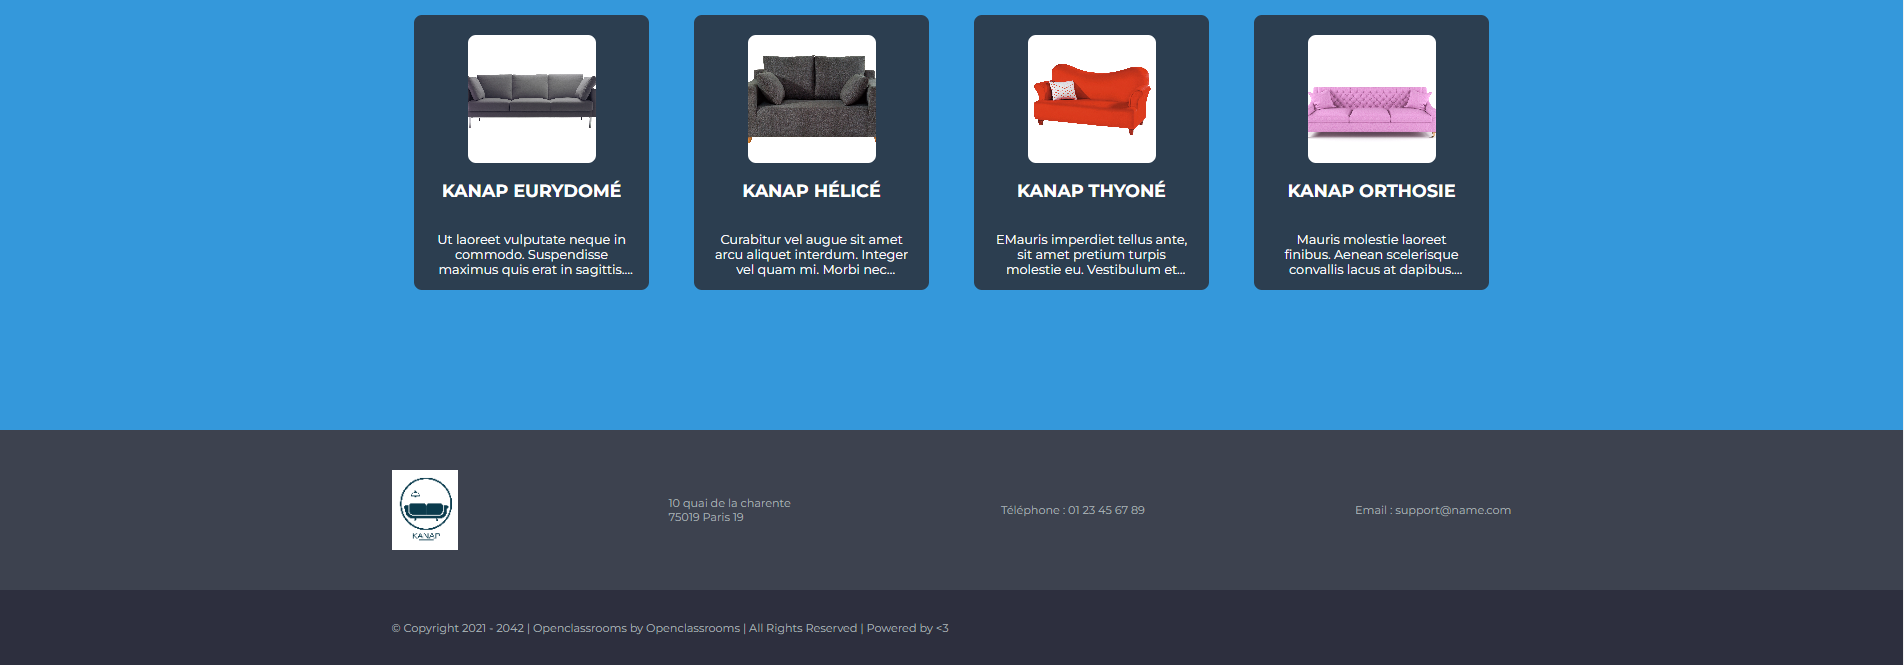 KANAP EURYDOMÉ
Ut laoreet vulputate neque in
commodo. Suspendisse
maximus quis erat in sagittis....
KANAP HÉLICÉ
Curabitur vel augue sit amet
arcu aliquet interdum. Integer
vel quam mi. Morbi nec...
KANAP THYONÉ
EMauris imperdiet tellus ante,
sit amet pretium turpis
molestie eu. Vestibulum et...
KANAP ORTHOSIE
Mauris molestie laoreet
finibus. Aenean scelerisque
convallis lacus at dapibus....
KANAP
10 quai de la charente
75019 Paris 19
Téléphone : 01 23 45 67 89
Email : support@name.com
© Copyright 2021 - 2042 | Openclassrooms by Openclassrooms | All Rights Reserved | Powered by <3